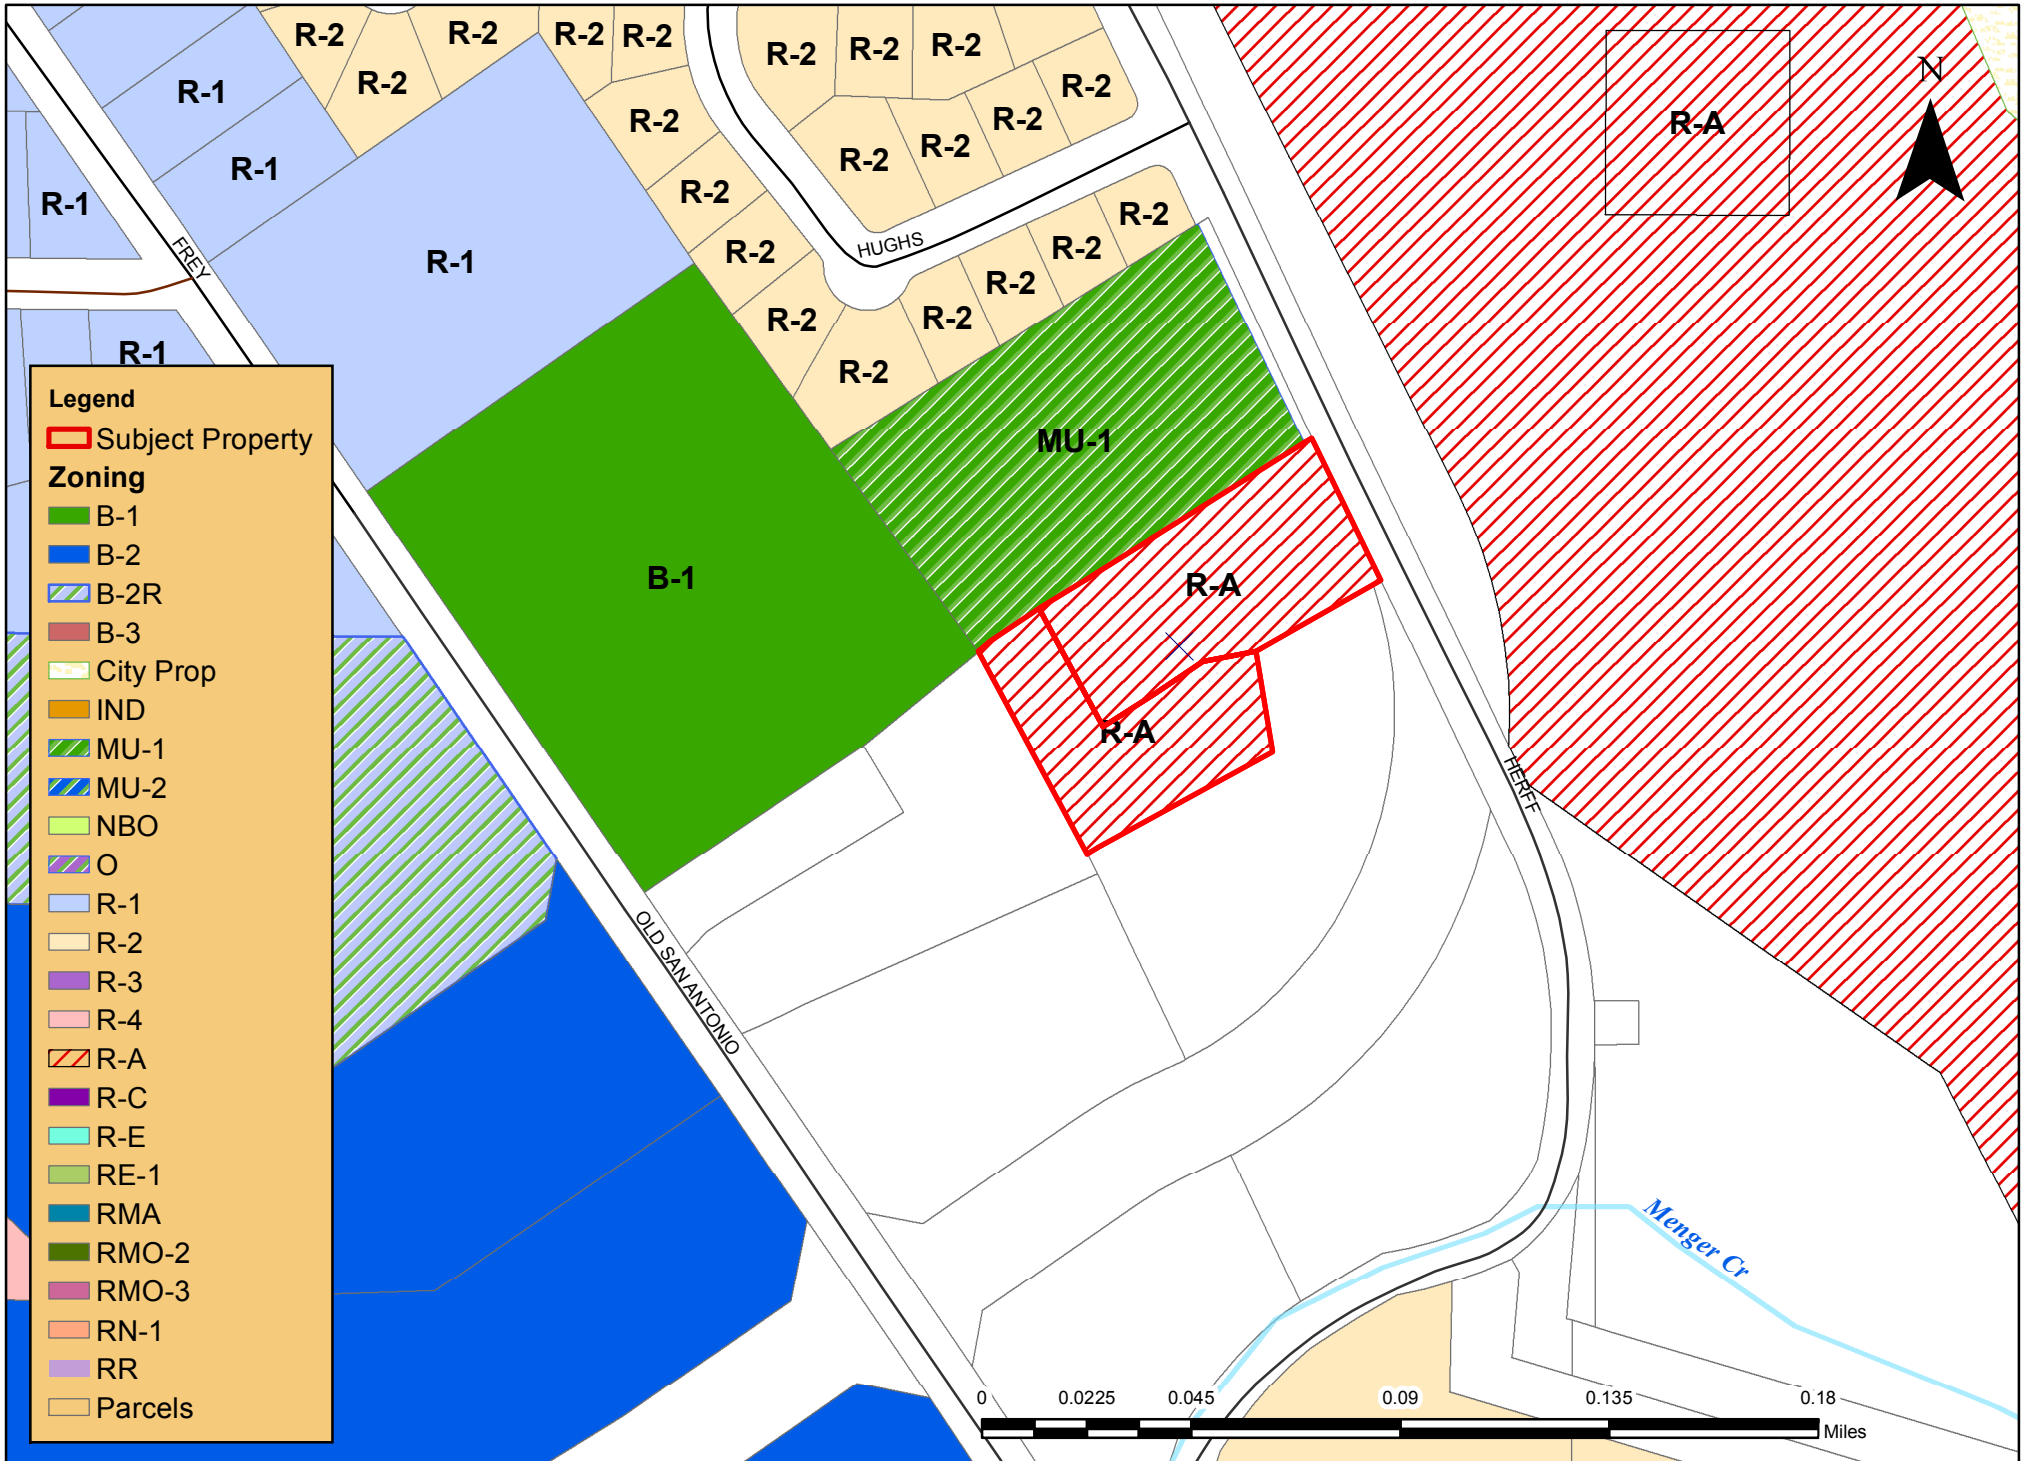 R-2
R-2
R-2
R-2
R-2
R-2
R-2
R-2
N
R-1
R-2
R-2
R-A
R-2
R-2
R-2
R-1
R-2
R-2
R-1
R-2
R-2
FREY
R-1
HUGHS
R-2
R-2
R-2
R-2
R-2
R-1
R-2
MU-1
B-1
R-A
R-A
HERFF
OLD SAN ANTONIO
Menger Cr
Legend
Subject Property
Zoning
B-1
B-2
B-2R
B-3
City Prop
IND
MU-1
MU-2
NBO
O
R-1
R-2
R-3
R-4
R-A
R-C
R-E
RE-1
RMA
RMO-2
RMO-3
RN-1
RR
Parcels
0 0.0225 0.045 0.09 0.135 0.18
Miles